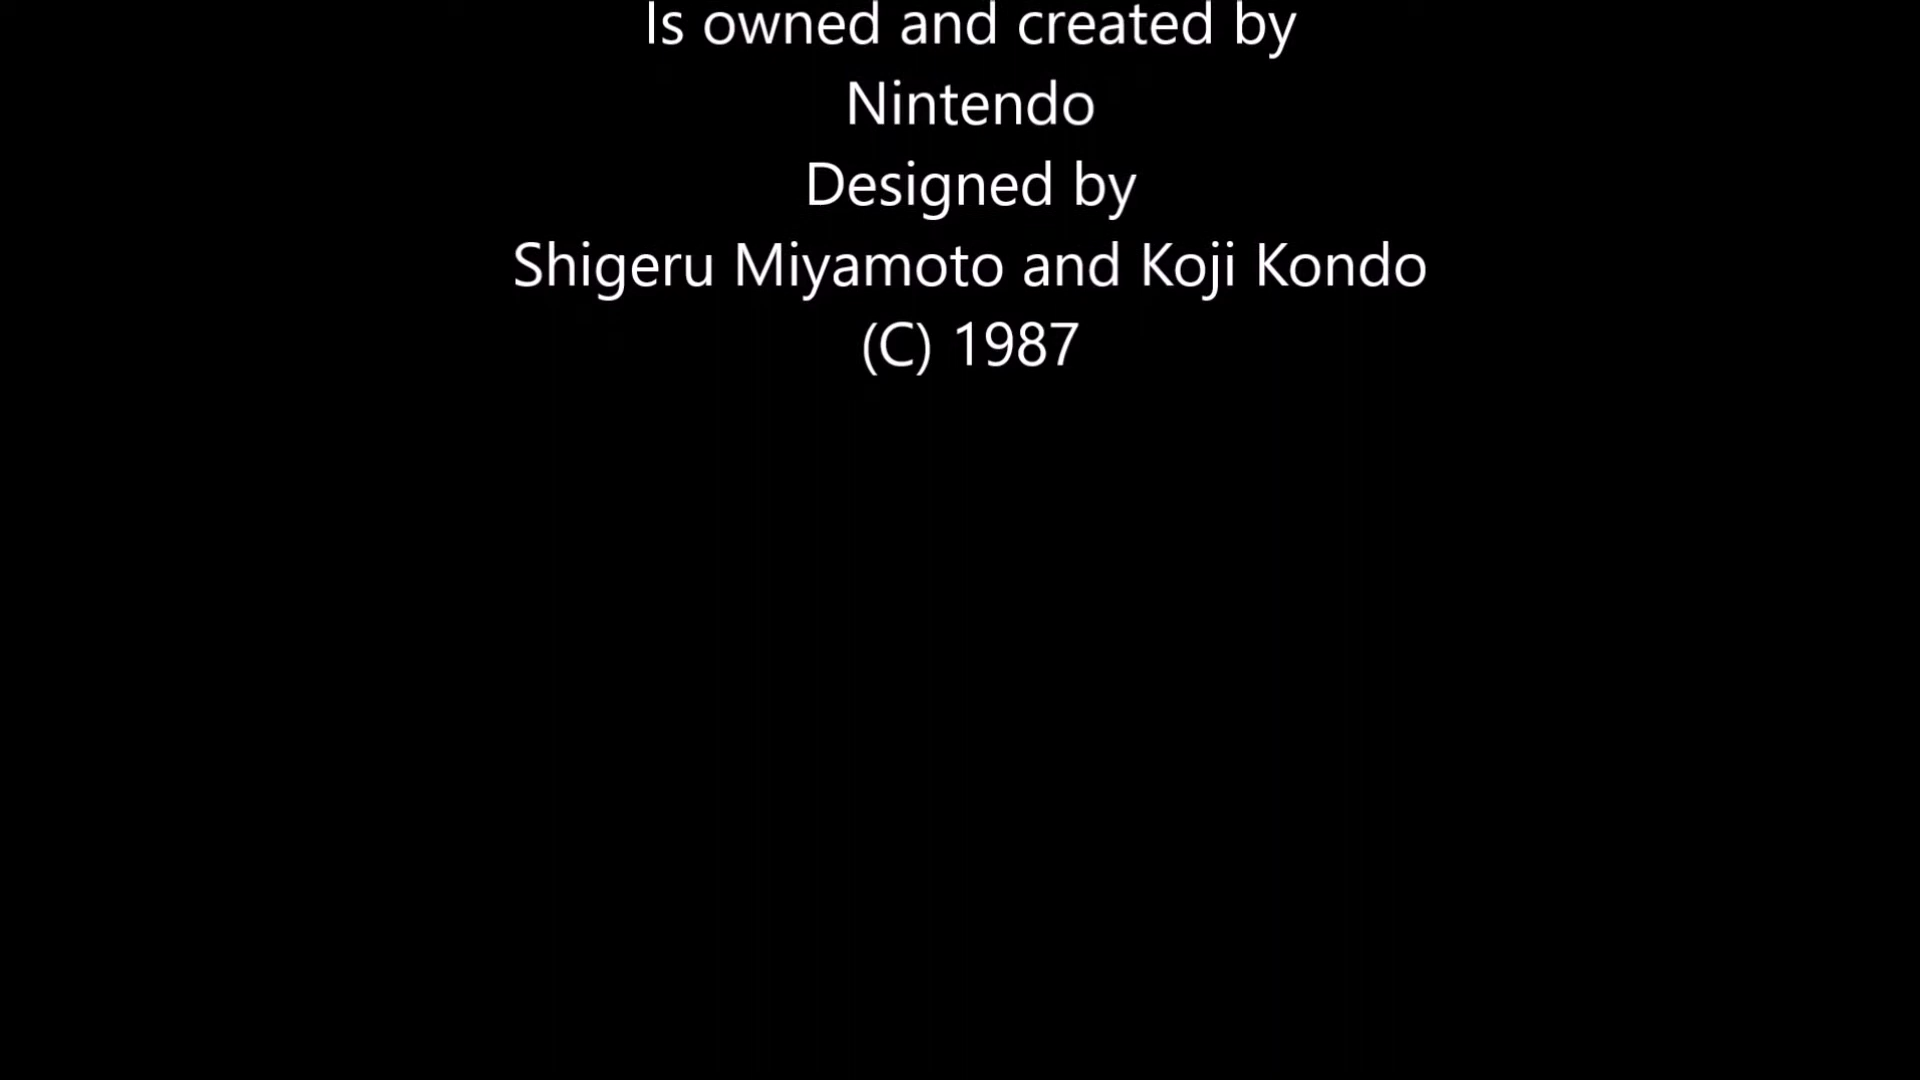 Is owned and created by
Nintendo
Designed by
Shigeru Miyamoto and Koji Kondo
(C) 1987